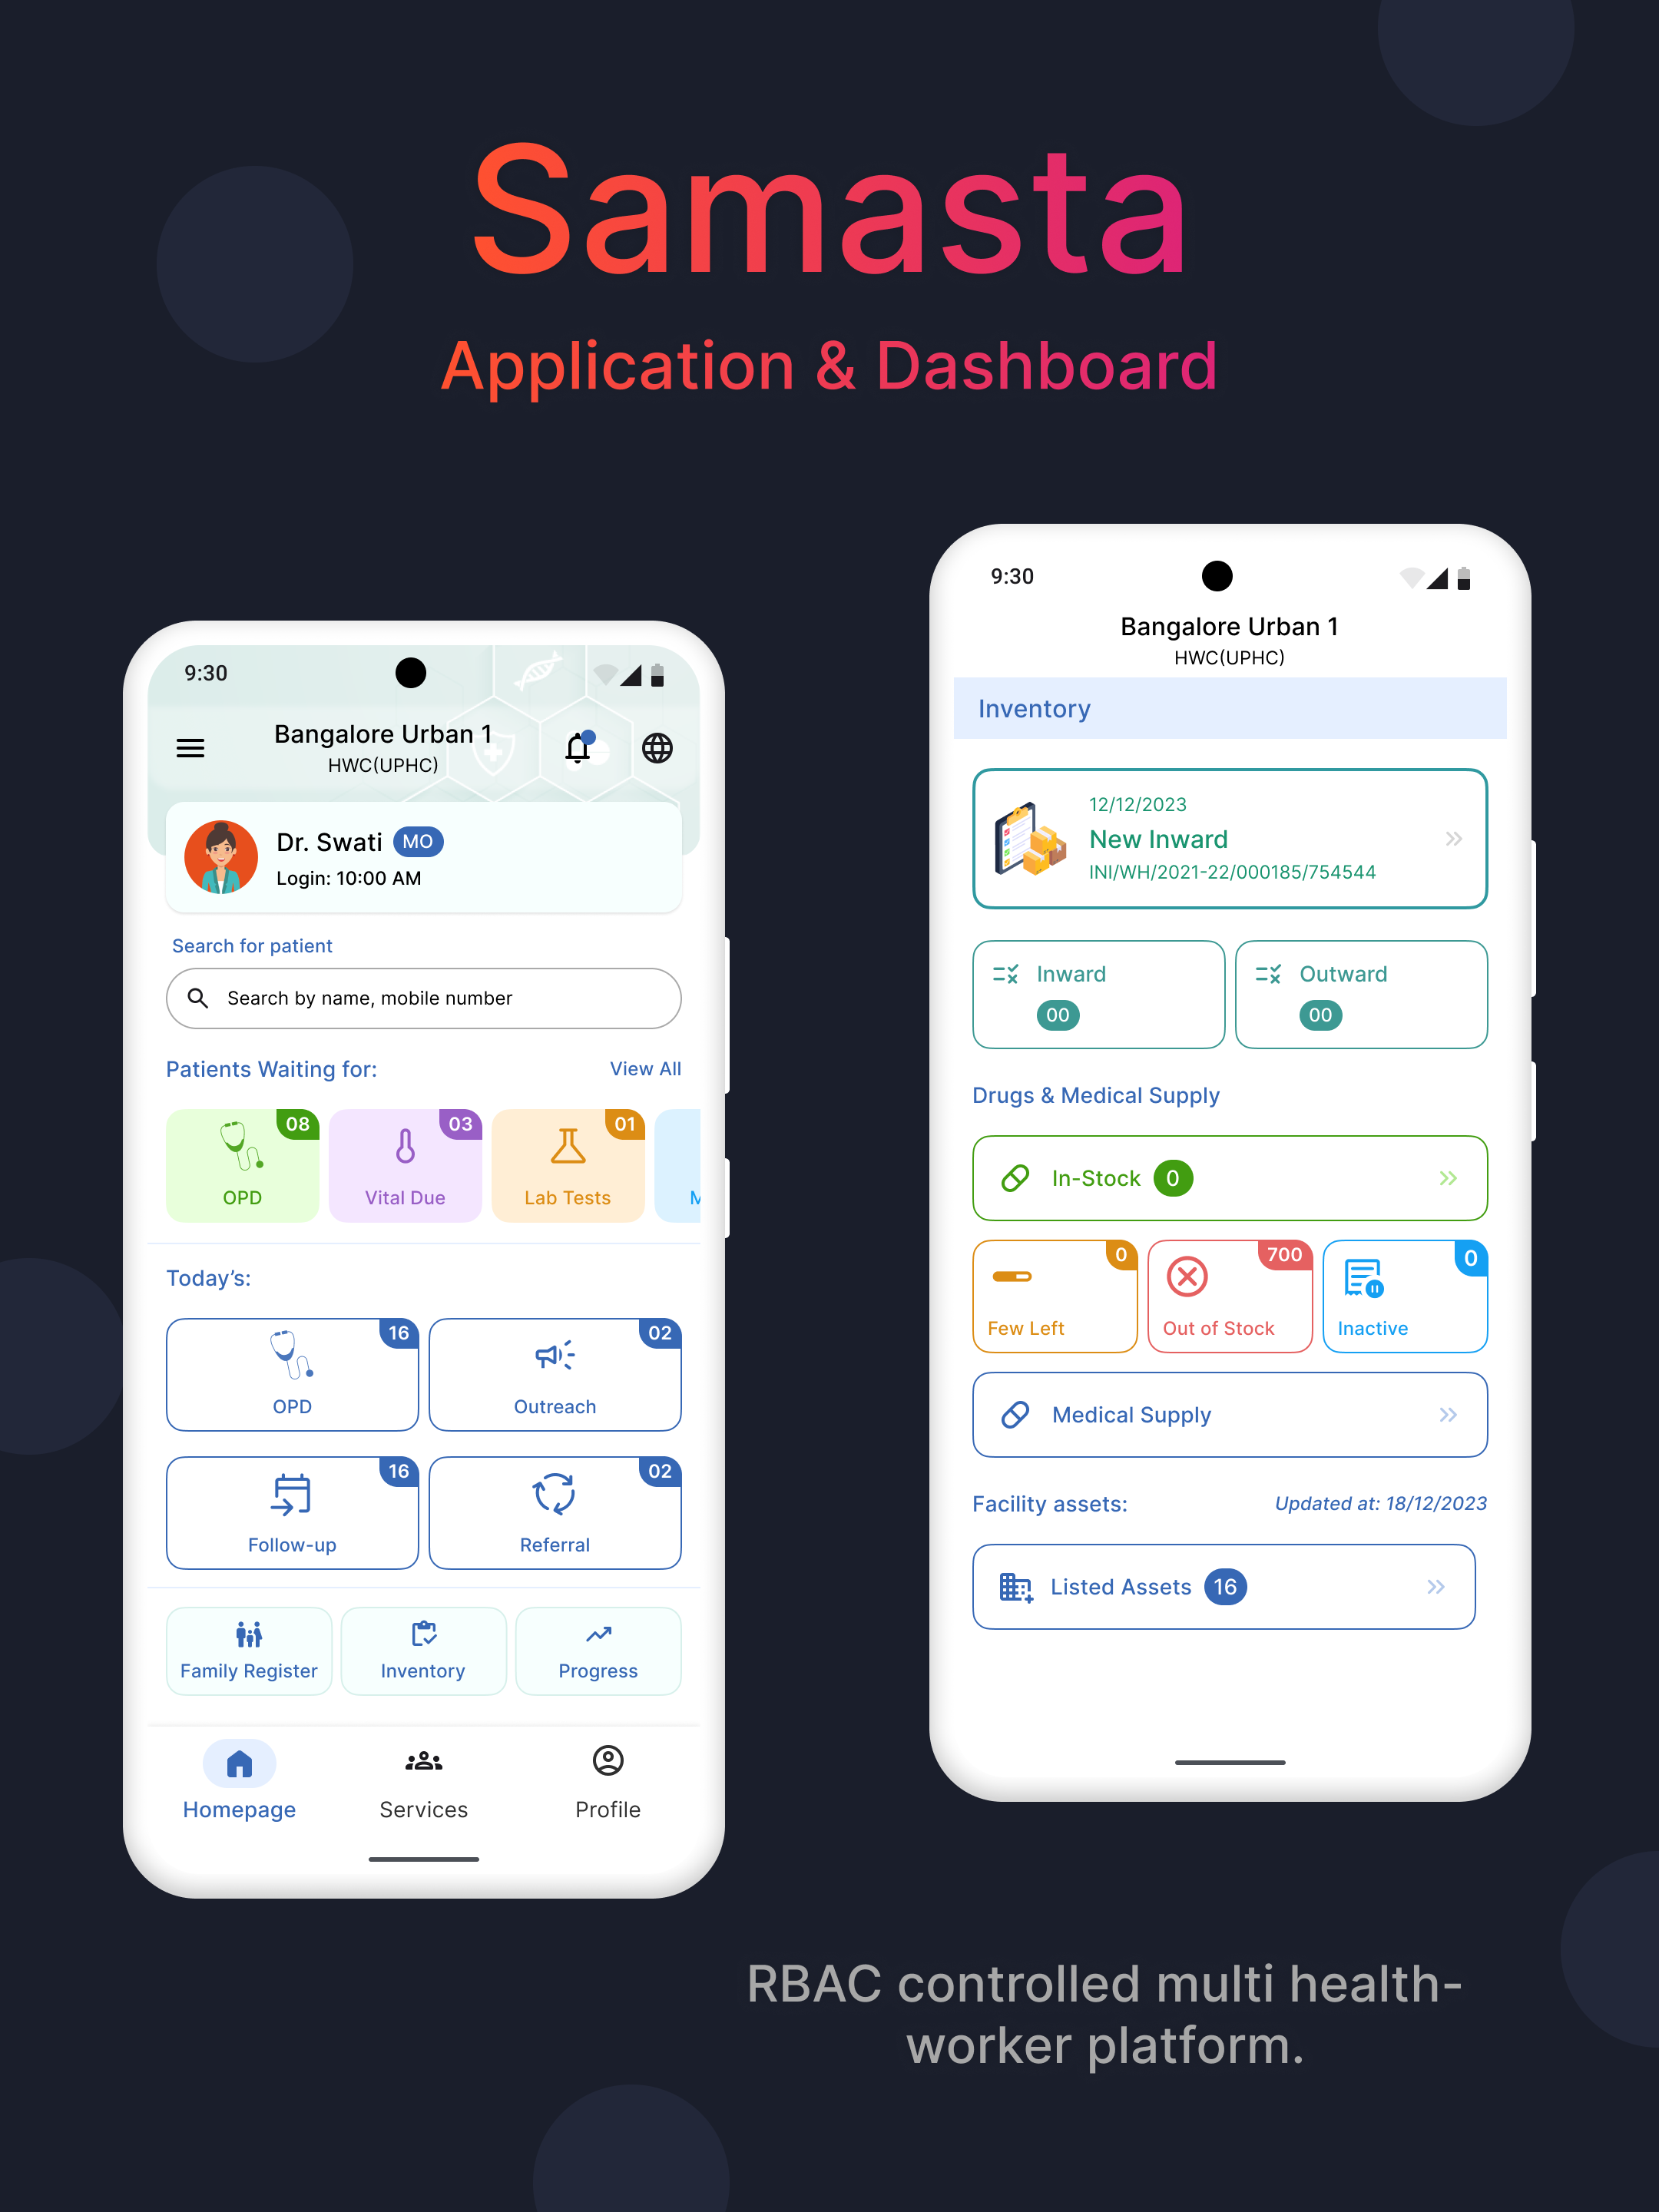 Samasta
Application & Dashboard
9:30
Bangalore Urban 1
HWC(UPHC)
Dr. Swati MO
Login: 10:00 AM
Search for patient
Search by name, mobile number
Patients Waiting for: View All
08 03 01
OPD Vital Due Lab Tests
Today’s:
16 02
OPD Outreach
16 02
Follow-up Referral
Family Register Inventory Progress
Homepage Services Profile
9:30
Bangalore Urban 1
HWC(UPHC)
Inventory
12/12/2023
New Inward
INI/WH/2021-22/000185/754544
Inward Outward
00 00
Drugs & Medical Supply
In-Stock 0
0 700 0
Few Left Out of Stock Inactive
Medical Supply
Facility assets: Updated at: 18/12/2023
Listed Assets 16
RBAC controlled multi health-
worker platform.